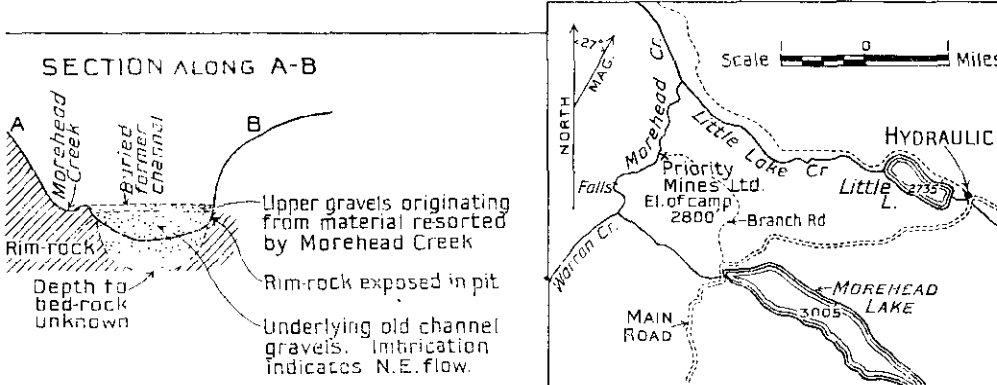 SECTION ALONG A-B
A
Morehead
Creek
Buried
former
channel
B
Rim-rock
Depth to
bed-rock
unknown
Upper gravels originating
from material resorted
by Morehead Creek
Rim-rock exposed in pit
Underlying old channel
gravels. Imbrication
indicates N.E. flow.
27°
MAG.
NORTH
Scale
0
Miles
Morehead Cr.
Little Lake Cr
HYDRAULIC
Little
L.
2735
Priority
Mines Ltd.
El. of camp
2800'
Falls
Branch Rd
Warran Cr.
MOREHEAD
LAKE
3005
MAIN
ROAD